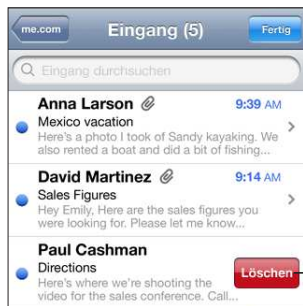 me.com
Eingang (5)
Fertig
Eingang durchsuchen
Anna Larson
9:39 AM
Mexico vacation
Here's a photo I took of Sandy kayaking. We
also rented a boat and did a bit of fishing...
David Martinez
9:14 AM
Sales Figures
Hey Emily, Here are the sales figures you
were looking for. Please let me know...
Paul Cashman
Directions
Löschen
Here's where we're shooting the
video for the sales conference. Call...